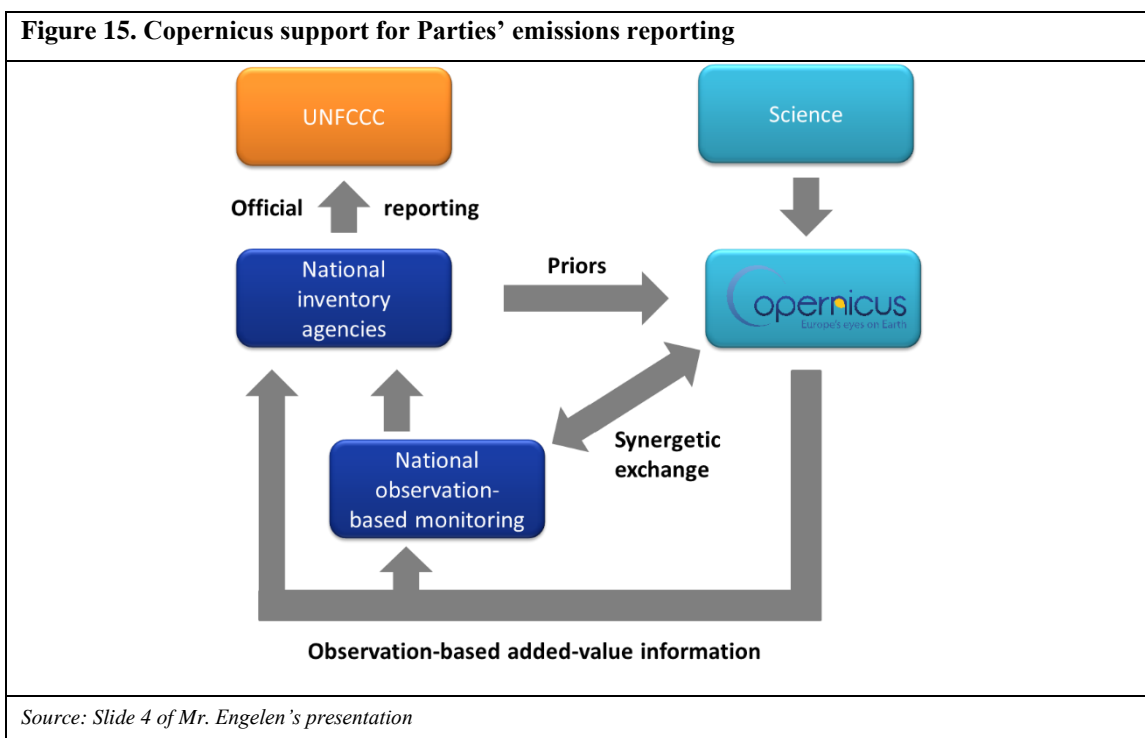 Figure 15. Copernicus support for Parties’ emissions reporting
UNFCCC
Science
Official reporting
National
inventory
agencies
Priors
opernicus
Europe's eyes on Earth
Synergetic
exchange
National
observation-
based monitoring
Observation-based added-value information
Source: Slide 4 of Mr. Engelen’s presentation